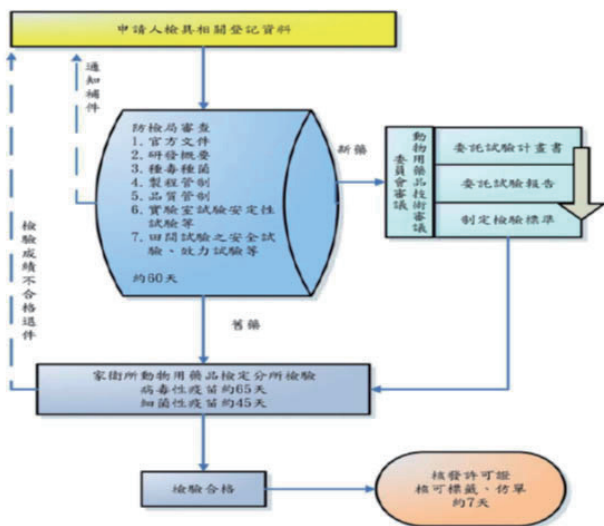 申請人檢具相關登記資料
通知補件
防檢局審查
1. 官方文件
2. 研發概要
3. 種毒種菌
4. 製程管制
5. 品質管制
6. 實驗室試驗安定性
試驗等
7. 田間試驗之安全試
驗、效力試驗等
約60天
新藥
動物用藥品技術審議
委員會審議
委託試驗計畫書
委託試驗報告
制定檢驗標準
檢驗成績不合格退件
舊藥
家衛所動物用藥品檢定分所檢驗
病毒性疫苗約65天
細菌性疫苗約45天
檢驗合格
核發許可證
核可標籤、仿單
約7天